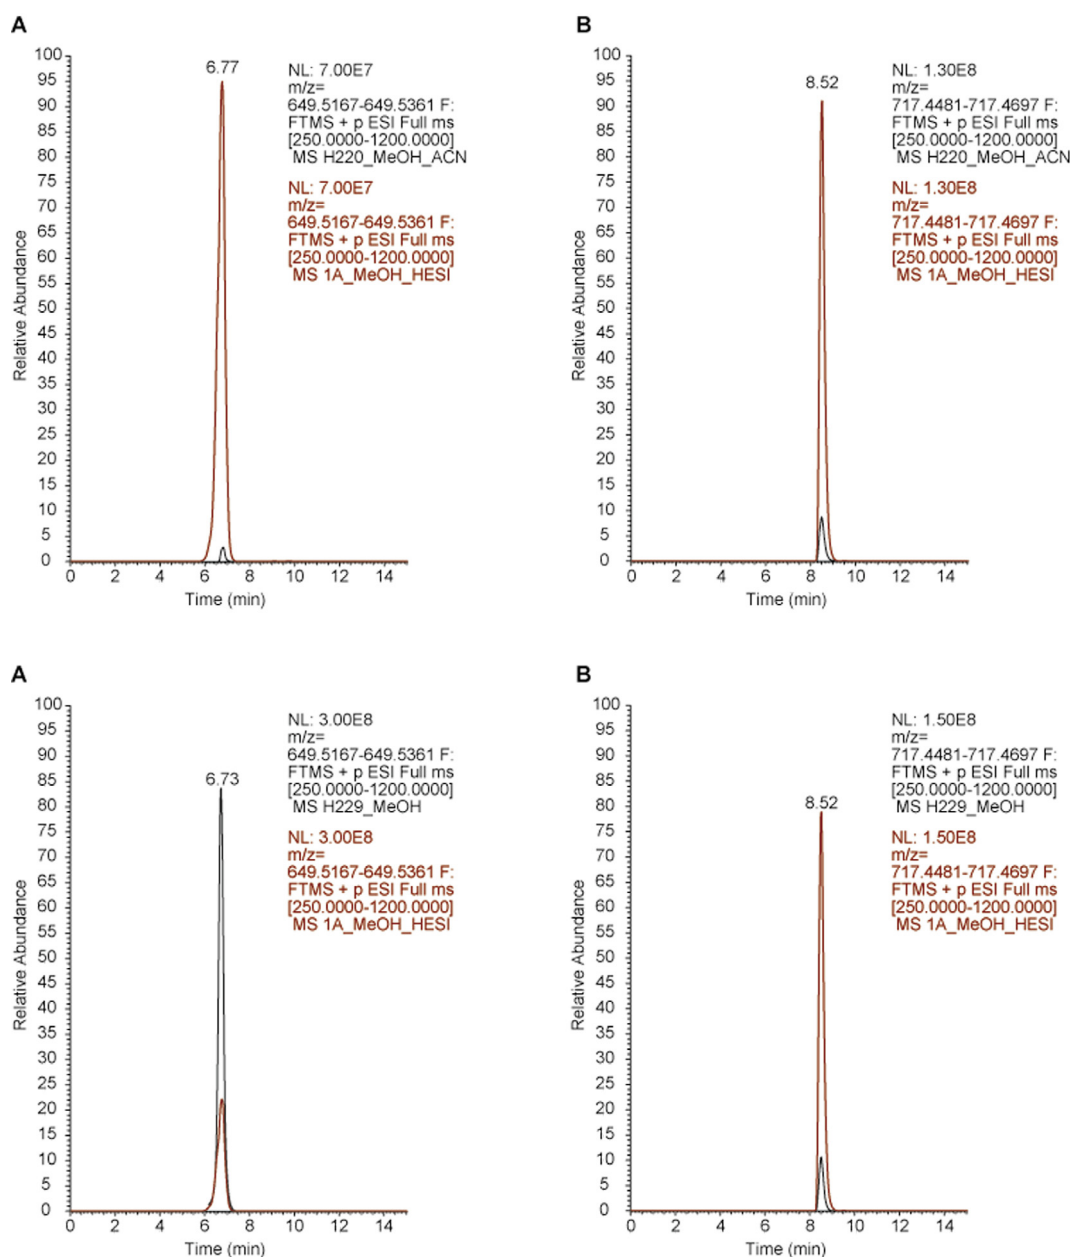 A
100
95
90
85
80
75
70
65
60
55
50
45
40
35
30
25
20
15
10
5
0
Relative Abundance
6.77
NL: 7.00E7
m/z=
649.5167-649.5361 F:
FTMS + p ESI Full ms
[250.0000-1200.0000]
MS H220_MeOH_ACN
NL: 7.00E7
m/z=
649.5167-649.5361 F:
FTMS + p ESI Full ms
[250.0000-1200.0000]
MS 1A_MeOH_HESI
0 2 4 6 8 10 12 14
Time (min)
B
100
95
90
85
80
75
70
65
60
55
50
45
40
35
30
25
20
15
10
5
0
Relative Abundance
8.52
NL: 1.30E8
m/z=
717.4481-717.4697 F:
FTMS + p ESI Full ms
[250.0000-1200.0000]
MS H220_MeOH_ACN
NL: 1.30E8
m/z=
717.4481-717.4697 F:
FTMS + p ESI Full ms
[250.0000-1200.0000]
MS 1A_MeOH_HESI
0 2 4 6 8 10 12 14
Time (min)
A
100
95
90
85
80
75
70
65
60
55
50
45
40
35
30
25
20
15
10
5
0
Relative Abundance
6.73
NL: 3.00E8
m/z=
649.5167-649.5361 F:
FTMS + p ESI Full ms
[250.0000-1200.0000]
MS H229_MeOH
NL: 3.00E8
m/z=
649.5167-649.5361 F:
FTMS + p ESI Full ms
[250.0000-1200.0000]
MS 1A_MeOH_HESI
0 2 4 6 8 10 12 14
Time (min)
B
100
95
90
85
80
75
70
65
60
55
50
45
40
35
30
25
20
15
10
5
0
Relative Abundance
8.52
NL: 1.50E8
m/z=
717.4481-717.4697 F:
FTMS + p ESI Full ms
[250.0000-1200.0000]
MS H229_MeOH
NL: 1.50E8
m/z=
717.4481-717.4697 F:
FTMS + p ESI Full ms
[250.0000-1200.0000]
MS 1A_MeOH_HESI
0 2 4 6 8 10 12 14
Time (min)